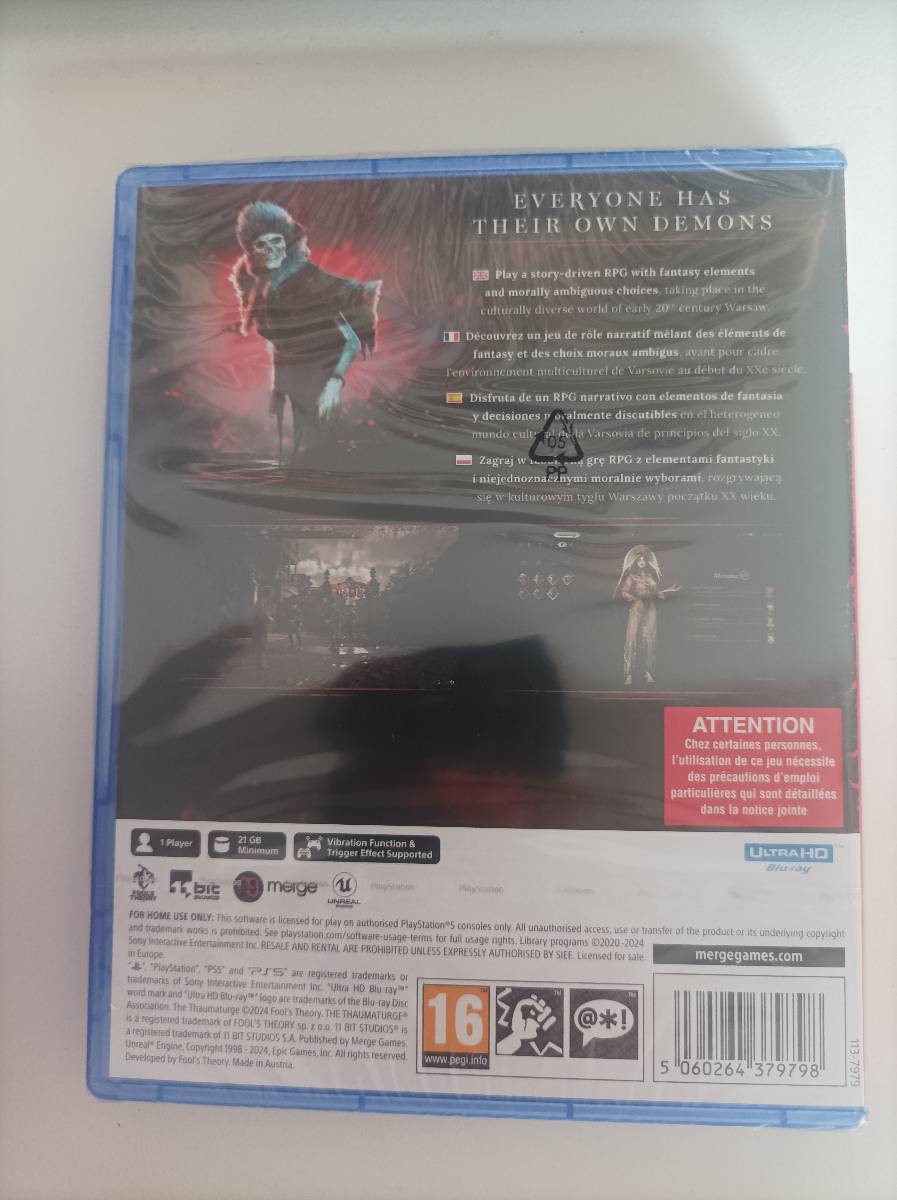 EVERYONE HAS
THEIR OWN DEMONS
Play a story-driven RPG with fantasy elements
and morally ambiguous choices, taking place in the
culturally diverse world of early 20th century Warsaw.
Découvrez un jeu de rôle narratif mêlant des éléments de
fantasy et des choix moraux ambigus, ayant pour cadre
l'environnement multiculturel de Varsovie au début du XXe siècle.
Disfruta de un RPG narrativo con elementos de fantasía
y decisiones moralmente discutibles en el heterogéneo
mundo cultural de la Varsovia de principios del siglo XX.
05
PP
Zagraj w grę RPG z elementami fantastyki
i niejednoznacznymi moralnie wyborami, rozgrywającą
się w kulturowym tyglu Warszawy początku XX wieku.
ATTENTION
Chez certaines personnes,
l'utilisation de ce jeu nécessite
des précautions d'emploi
particulières qui sont détaillées
dans la notice jointe
1 Player
21 GB
Minimum
Vibration Function &
Trigger Effect Supported
ULTRA HD
Blu-ray™
FOOL'S
THEORY
11 bit
STUDIOS
mg merge
UNREAL
ENGINE
PlayStation
PlayStation
FOR HOME USE ONLY: This software is licensed for play on authorised PlayStation®5 consoles only. All unauthorised access, use or transfer of the product or its underlying copyright
and trademark works is prohibited. See playstation.com/software-usage-terms for full usage rights. Library programs ©2020-2024
Sony Interactive Entertainment Inc. RESALE AND RENTAL ARE PROHIBITED UNLESS EXPRESSLY AUTHORISED BY SIEE. Licensed for sale
in Europe.
mergegames.com
", "PlayStation", "PS5" and "PS5" are registered trademarks or
trademarks of Sony Interactive Entertainment Inc. "Ultra HD Blu-ray™"
word mark and "Ultra HD Blu-ray™" logo are trademarks of the Blu-ray Disc
Association. The Thaumaturge ©2024 Fool's Theory. THE THAUMATURGE®
is a registered trademark of FOOL'S THEORY sp. z o.o. 11 BIT STUDIOS® is
a registered trademark of 11 BIT STUDIOS S.A. Published by Merge Games.
Unreal® Engine, Copyright 1998 - 2024, Epic Games, Inc. All rights reserved.
Developed by Fool's Theory. Made in Austria.
16
www.pegi.info
@*!
5 060264 379798
113-7979